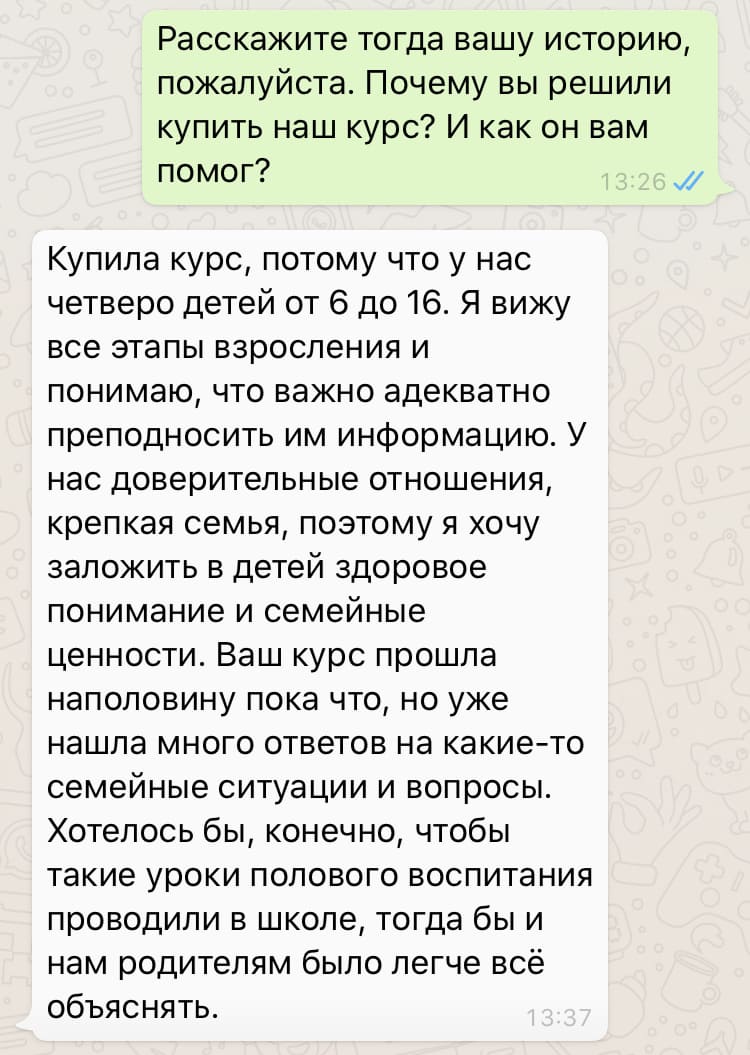 Расскажите тогда вашу историю,
пожалуйста. Почему вы решили
купить наш курс? И как он вам
помог?
13:26
Купила курс, потому что у нас
четверо детей от 6 до 16. Я вижу
все этапы взросления и
понимаю, что важно адекватно
преподносить им информацию. У
нас доверительные отношения,
крепкая семья, поэтому я хочу
заложить в детей здоровое
понимание и семейные
ценности. Ваш курс прошла
наполовину пока что, но уже
нашла много ответов на какие-то
семейные ситуации и вопросы.
Хотелось бы, конечно, чтобы
такие уроки полового воспитания
проводили в школе, тогда бы и
нам родителям было легче всё
объяснять.
13:37